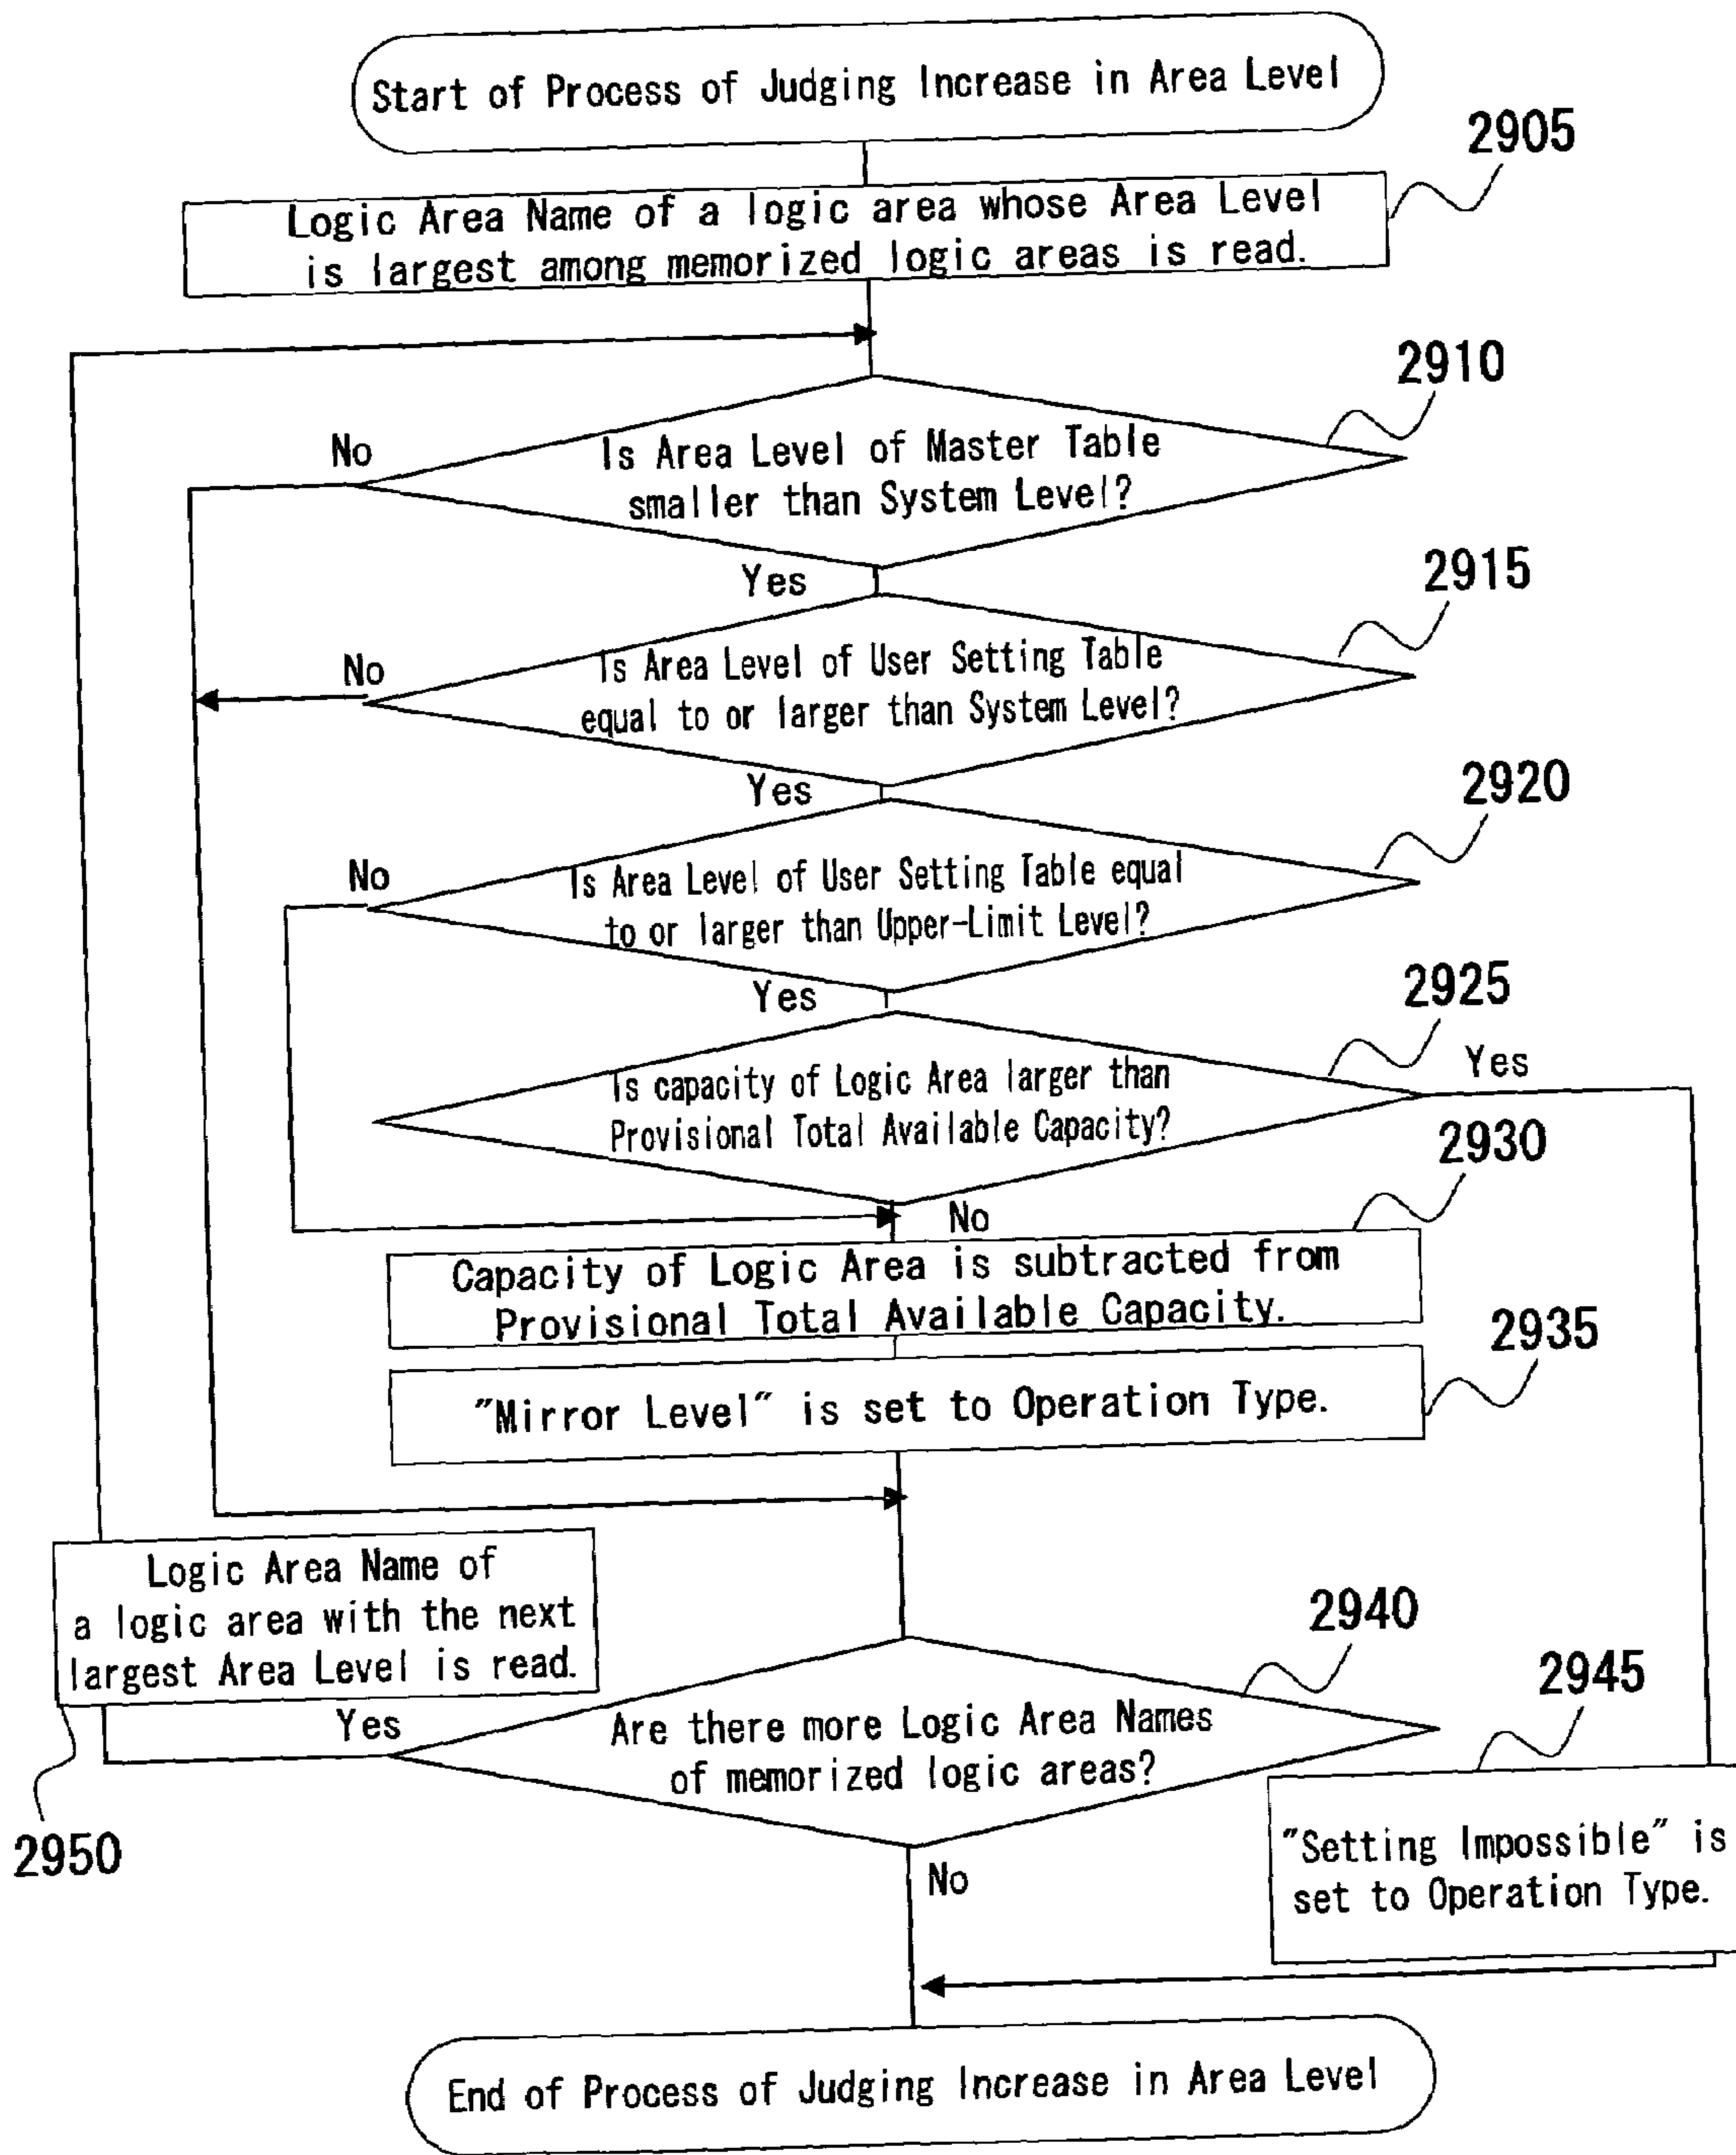 Start of Process of Judging Increase in Area Level
2905
Logic Area Name of a logic area whose Area Level
is largest among memorized logic areas is read.
2910
No
Is Area Level of Master Table
smaller than System Level?
Yes
2915
No
Is Area Level of User Setting Table
equal to or larger than System Level?
Yes
2920
No
Is Area Level of User Setting Table equal
to or larger than Upper-Limit Level?
Yes
2925
Yes
Is capacity of Logic Area larger than
Provisional Total Available Capacity?
2930
No
Capacity of Logic Area is subtracted from
Provisional Total Available Capacity.
2935
"Mirror Level" is set to Operation Type.
Logic Area Name of
a logic area with the next
largest Area Level is read.
2940
2945
Yes
Are there more Logic Area Names
of memorized logic areas?
2950
"Setting Impossible" is
set to Operation Type.
No
End of Process of Judging Increase in Area Level